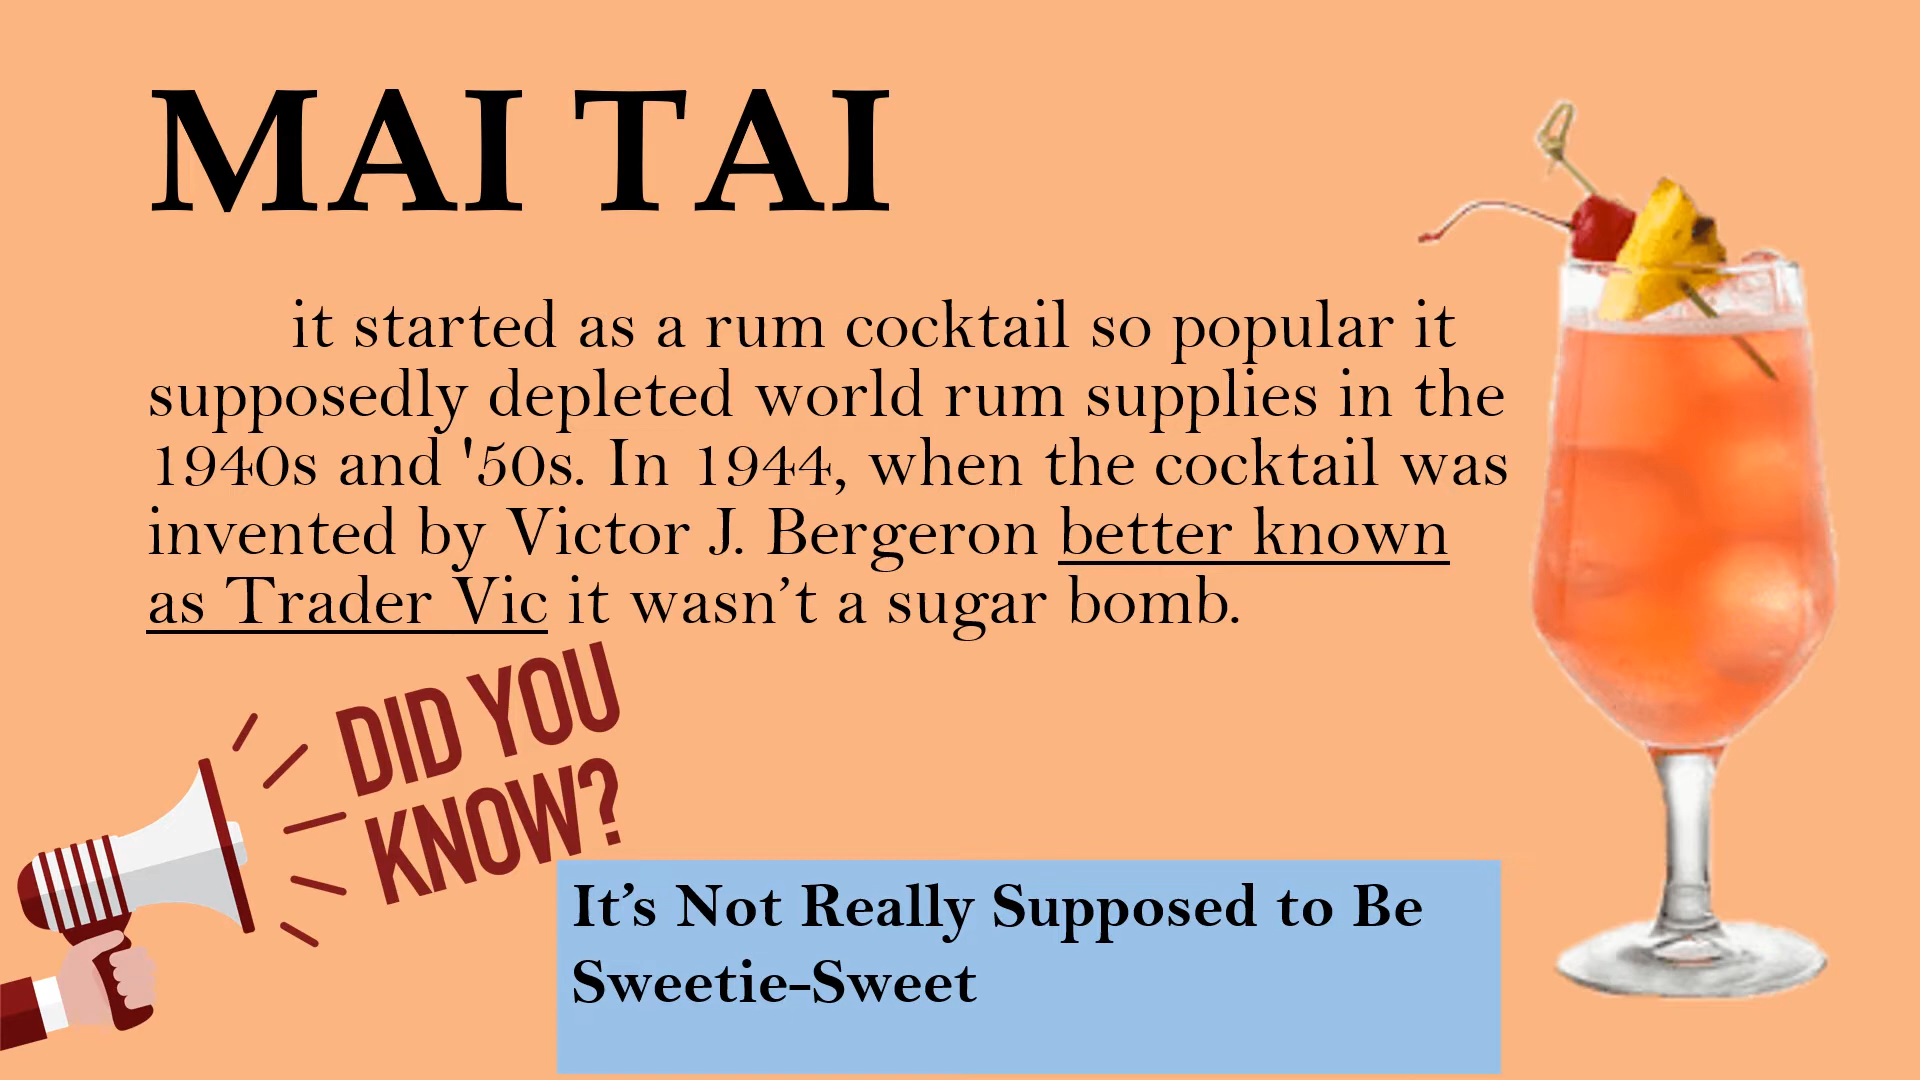 MAI TAI
it started as a rum cocktail so popular it
supposedly depleted world rum supplies in the
1940s and '50s. In 1944, when the cocktail was
invented by Victor J. Bergeron better known
as Trader Vic it wasn’t a sugar bomb.
DID YOU
KNOW?
It’s Not Really Supposed to Be
Sweetie-Sweet